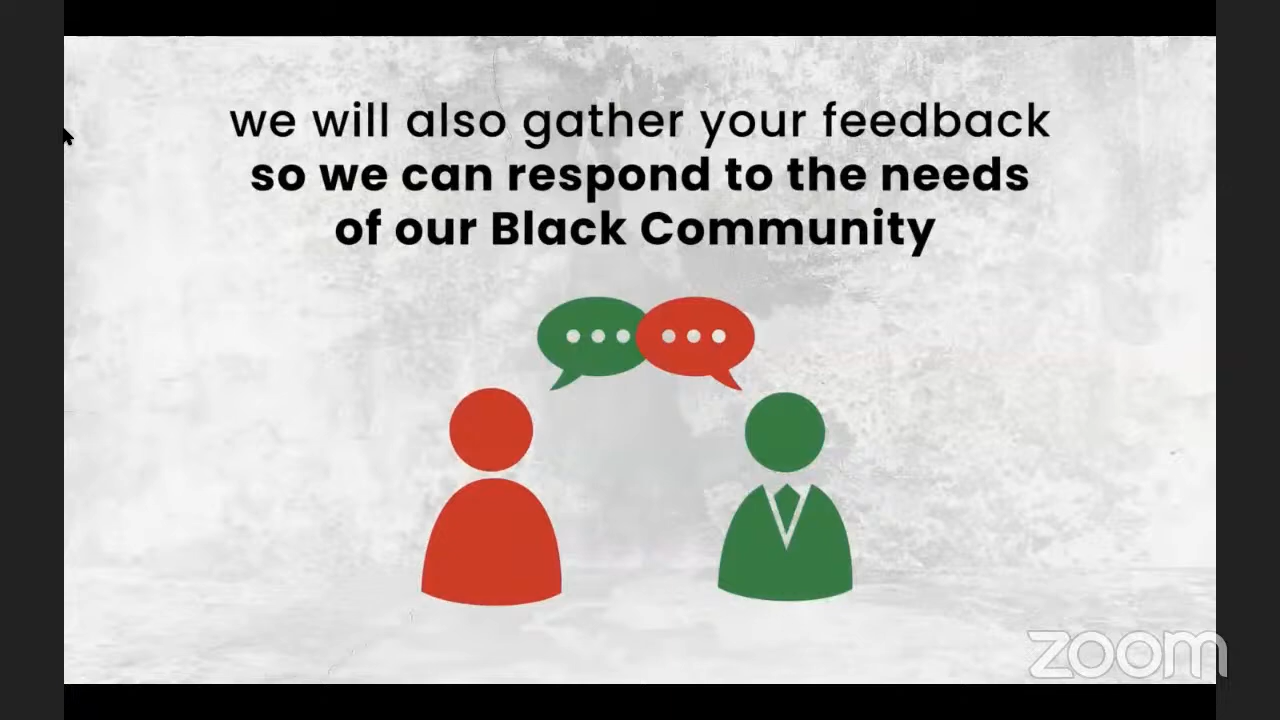 we will also gather your feedback
so we can respond to the needs
of our Black Community
zoom